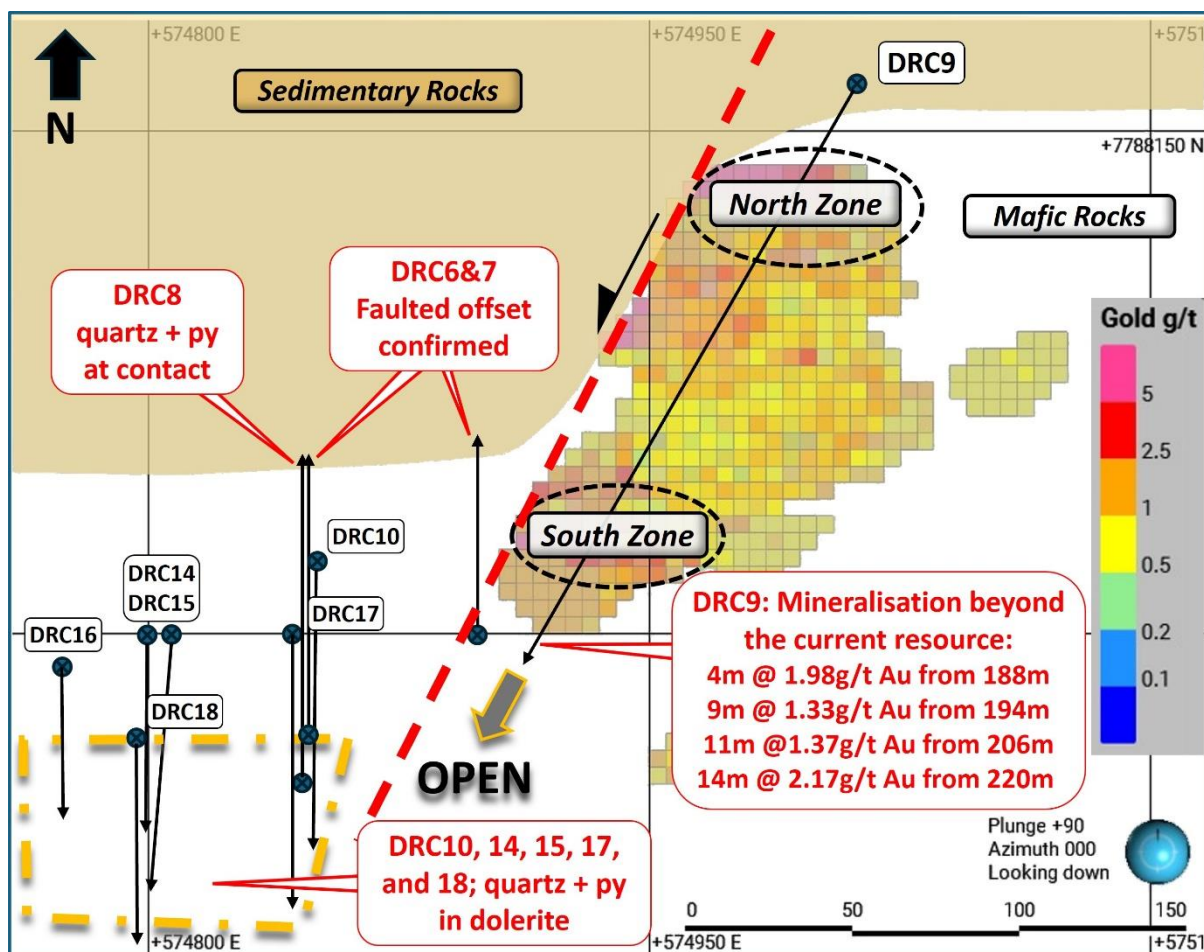 +574800 E
+574950 E
+5751
N
Sedimentary Rocks
DRC9
+7788150 N
North Zone
Mafic Rocks
DRC8
quartz + py
at contact
DRC6&7
Faulted offset
confirmed
Gold g/t
5
2.5
1
0.5
0.2
0.1
South Zone
DRC10
DRC14
DRC15
DRC17
DRC16
DRC18
OPEN
DRC9: Mineralisation beyond
the current resource:
4m @ 1.98g/t Au from 188m
9m @ 1.33g/t Au from 194m
11m @1.37g/t Au from 206m
14m @ 2.17g/t Au from 220m
DRC10, 14, 15, 17,
and 18; quartz + py
in dolerite
Plunge +90
Azimuth 000
Looking down
0
50
100
150
+574800 E
+574950 E
+5751